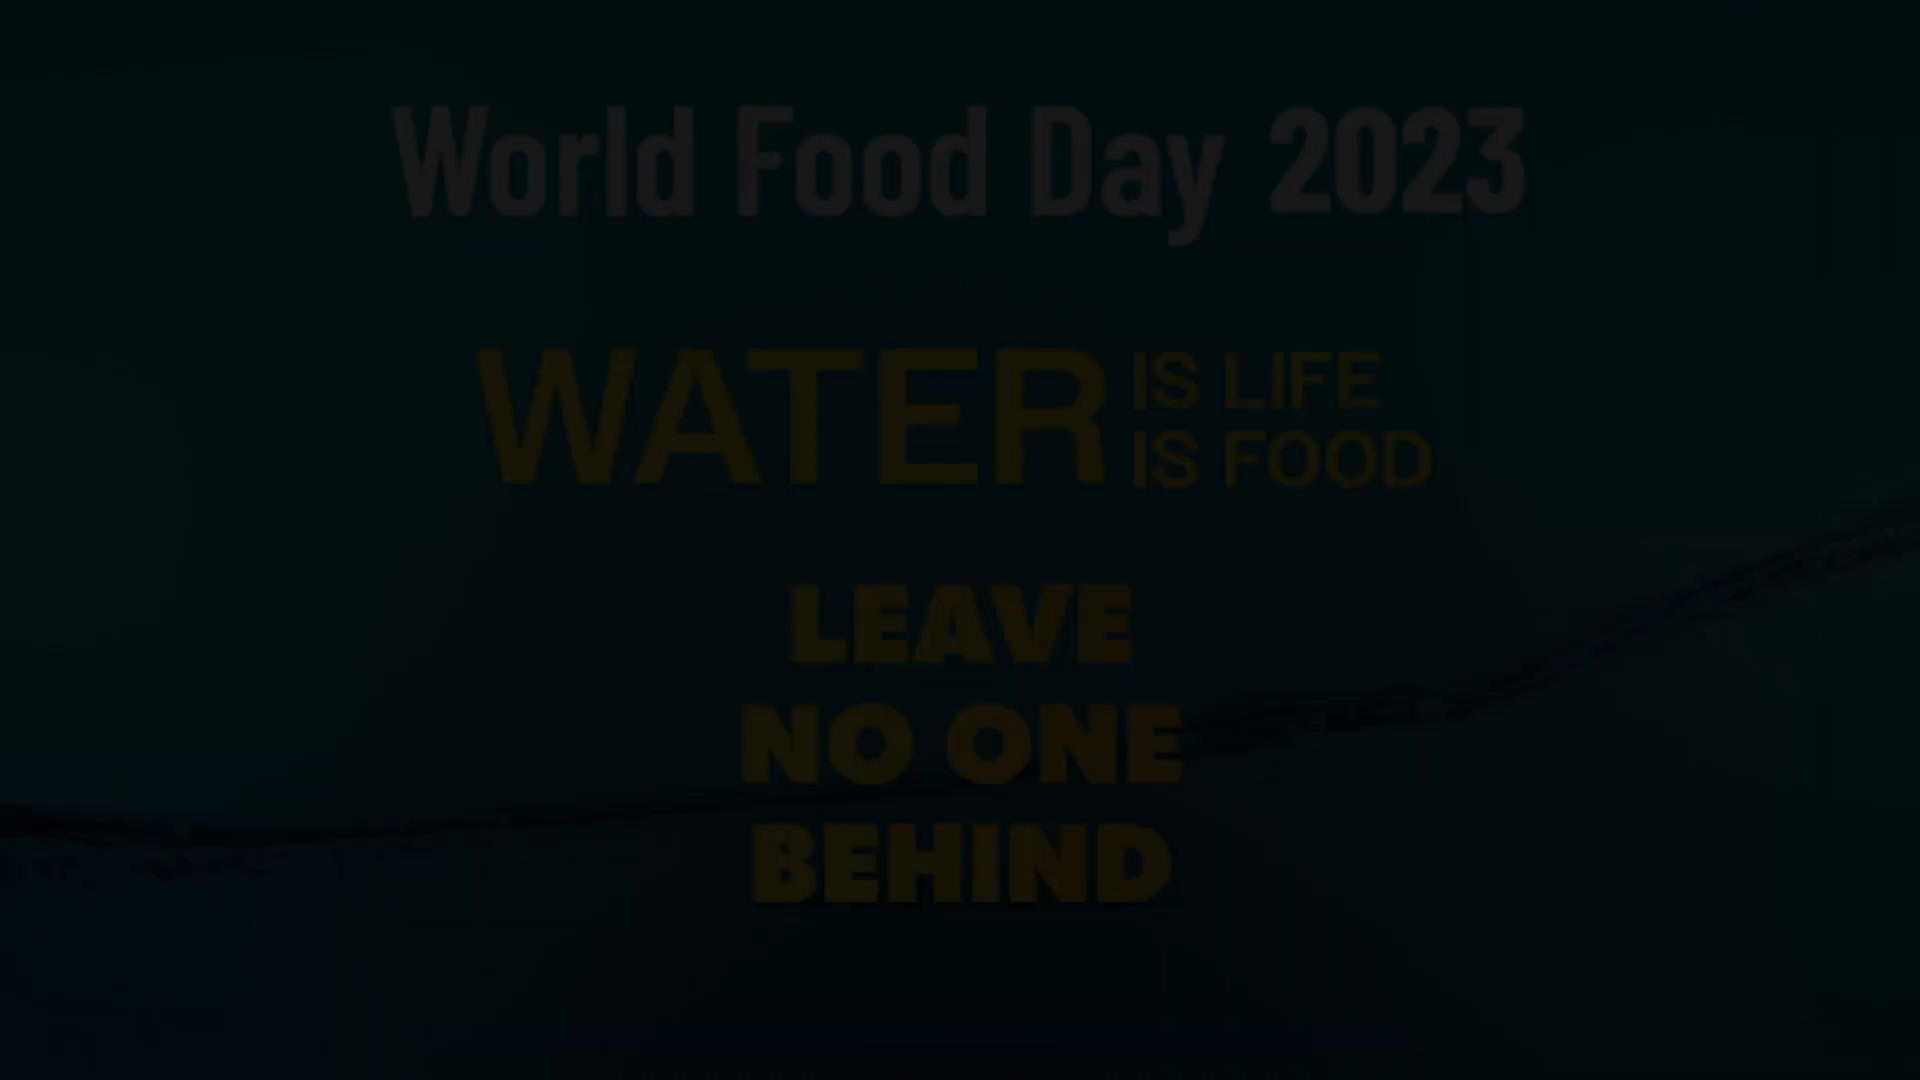 World Food Day 2023
WATER IS LIFE
IS FOOD
LEAVE
NO ONE
BEHIND